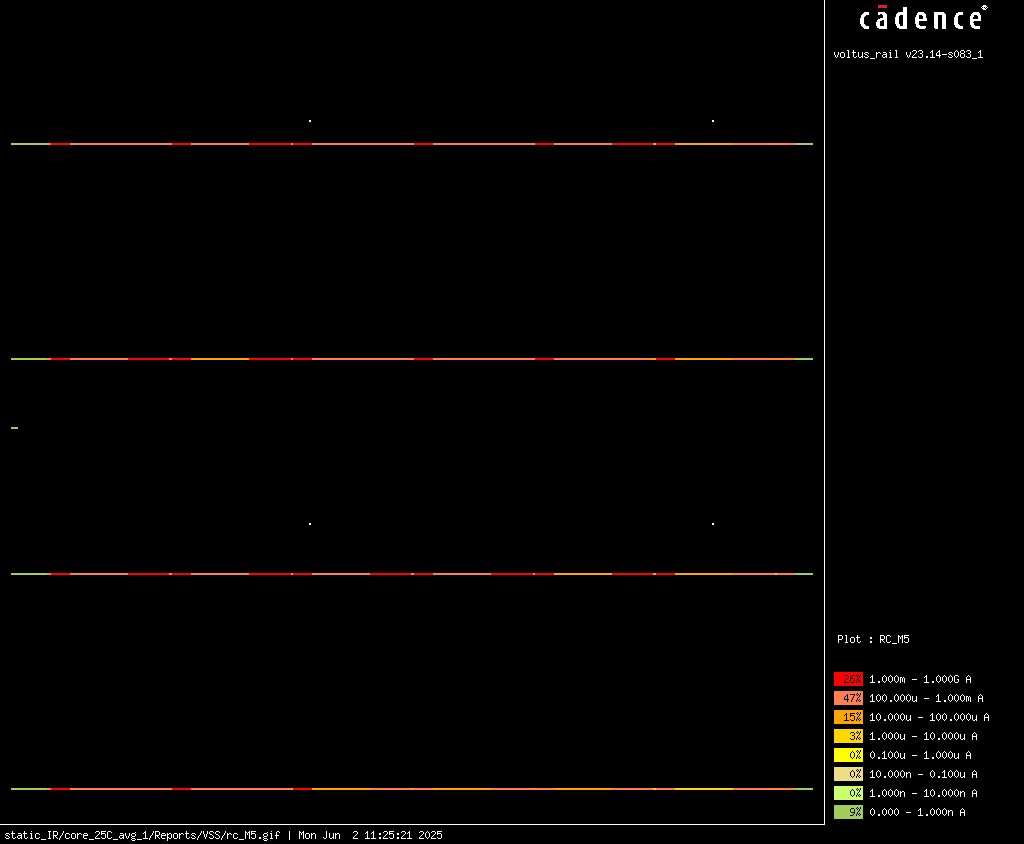 cādence®
voltus_rail v23.14-s083_1
Plot : RC_M5
26% 1.000m - 1.000G A
47% 100.000u - 1.000m A
15% 10.000u - 100.000u A
3% 1.000u - 10.000u A
0% 0.100u - 1.000u A
0% 10.000n - 0.100u A
0% 1.000n - 10.000n A
9% 0.000 - 1.000n A
static_IR/core_25C_avg_1/Reports/VSS/rc_M5.gif | Mon Jun  2 11:25:21 2025